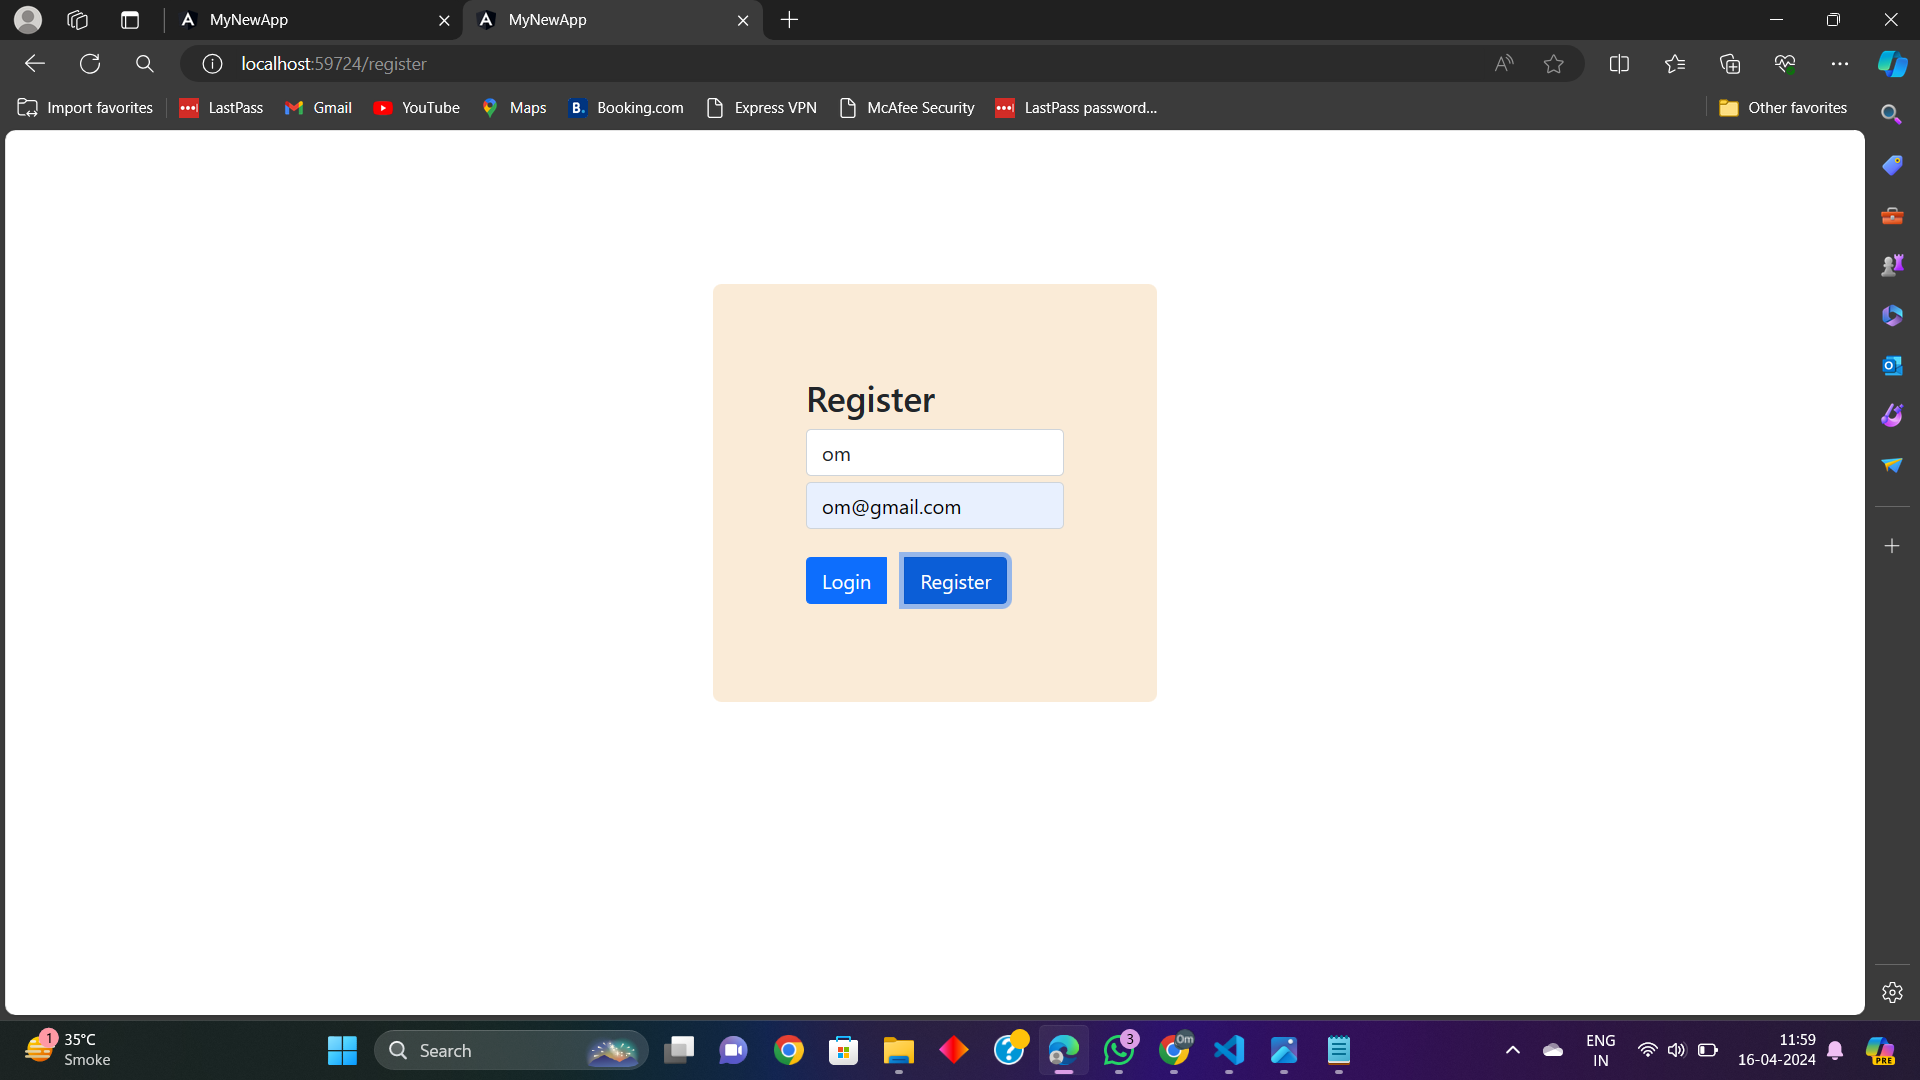 MyNewApp
MyNewApp
localhost:59724/register
Import favorites
LastPass
Gmail
YouTube
Maps
B.
Booking.com
Express VPN
McAfee Security
LastPass password...
Other favorites
Register
om
om@gmail.com
Login
Register
1
35°C
Smoke
Search
3
Om
ENG
IN
11:59
16-04-2024
PRE